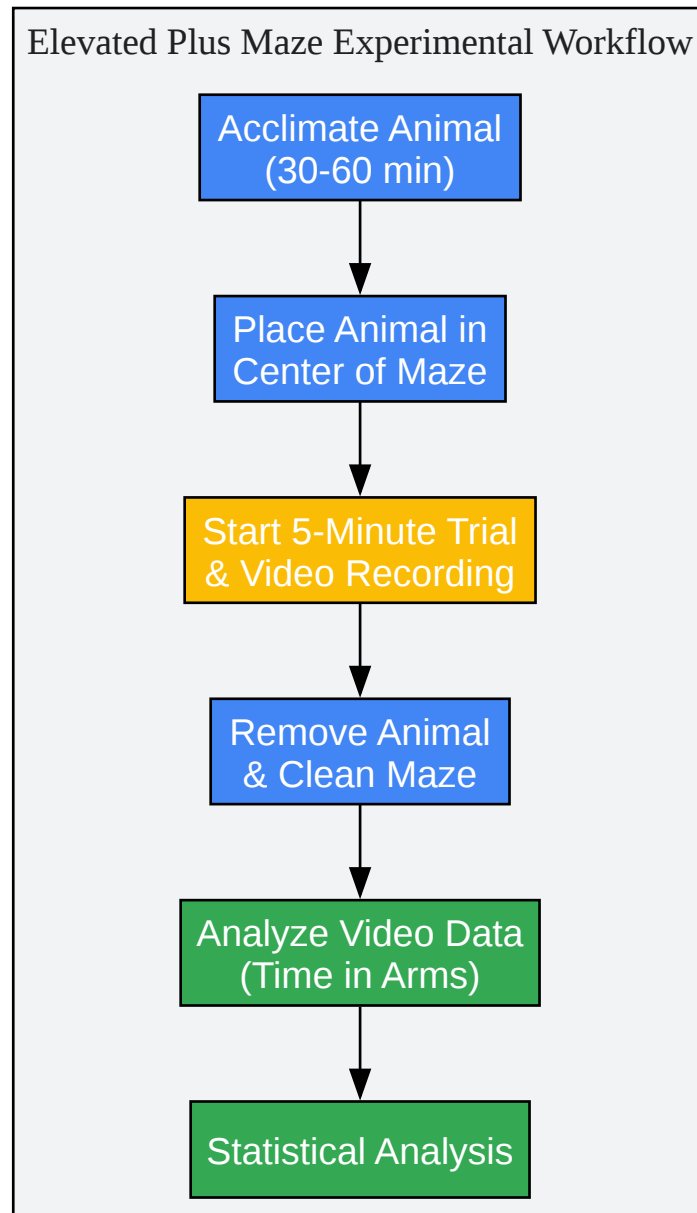 Elevated Plus Maze Experimental Workflow
Acclimate Animal
(30-60 min)
Place Animal in
Center of Maze
Start 5-Minute Trial
& Video Recording
Remove Animal
& Clean Maze
Analyze Video Data
(Time in Arms)
Statistical Analysis